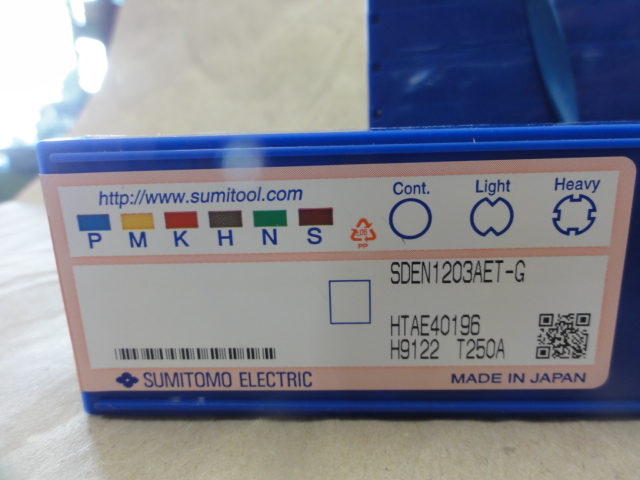 http://www.sumitool.com
Cont. Light Heavy
P M K H N S
PP
SDEN1203AET-G
HTAE40196
H9122 T250A
SUMITOMO ELECTRIC
MADE IN JAPAN